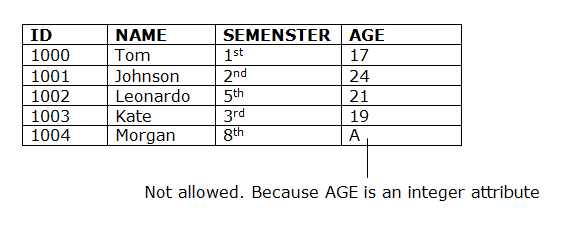 ID NAME SEMENSTER AGE
1000 Tom 1st 17
1001 Johnson 2nd 24
1002 Leonardo 5th 21
1003 Kate 3rd 19
1004 Morgan 8th A
Not allowed. Because AGE is an integer attribute